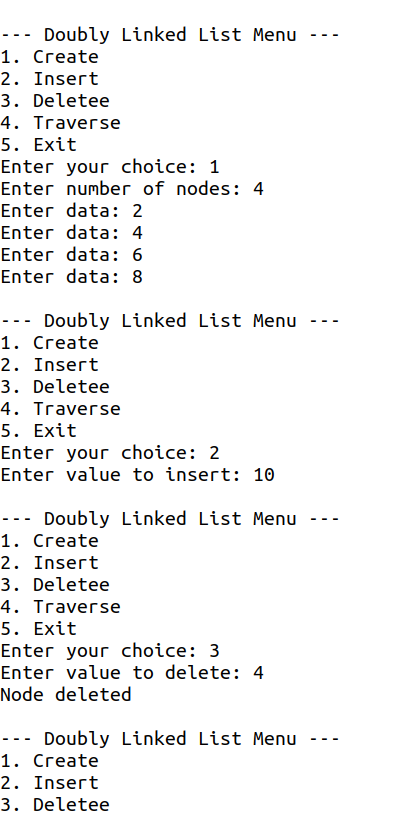 --- Doubly Linked List Menu ---
1. Create
2. Insert
3. Deletee
4. Traverse
5. Exit
Enter your choice: 1
Enter number of nodes: 4
Enter data: 2
Enter data: 4
Enter data: 6
Enter data: 8
--- Doubly Linked List Menu ---
1. Create
2. Insert
3. Deletee
4. Traverse
5. Exit
Enter your choice: 2
Enter value to insert: 10
--- Doubly Linked List Menu ---
1. Create
2. Insert
3. Deletee
4. Traverse
5. Exit
Enter your choice: 3
Enter value to delete: 4
Node deleted
--- Doubly Linked List Menu ---
1. Create
2. Insert
3. Deletee